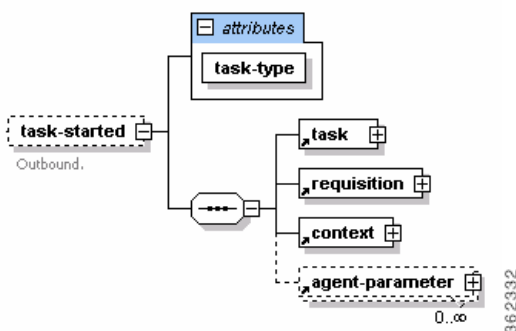 attributes
task-type
task-started
Outbound.
task
requisition
context
agent-parameter
0..∞
362332